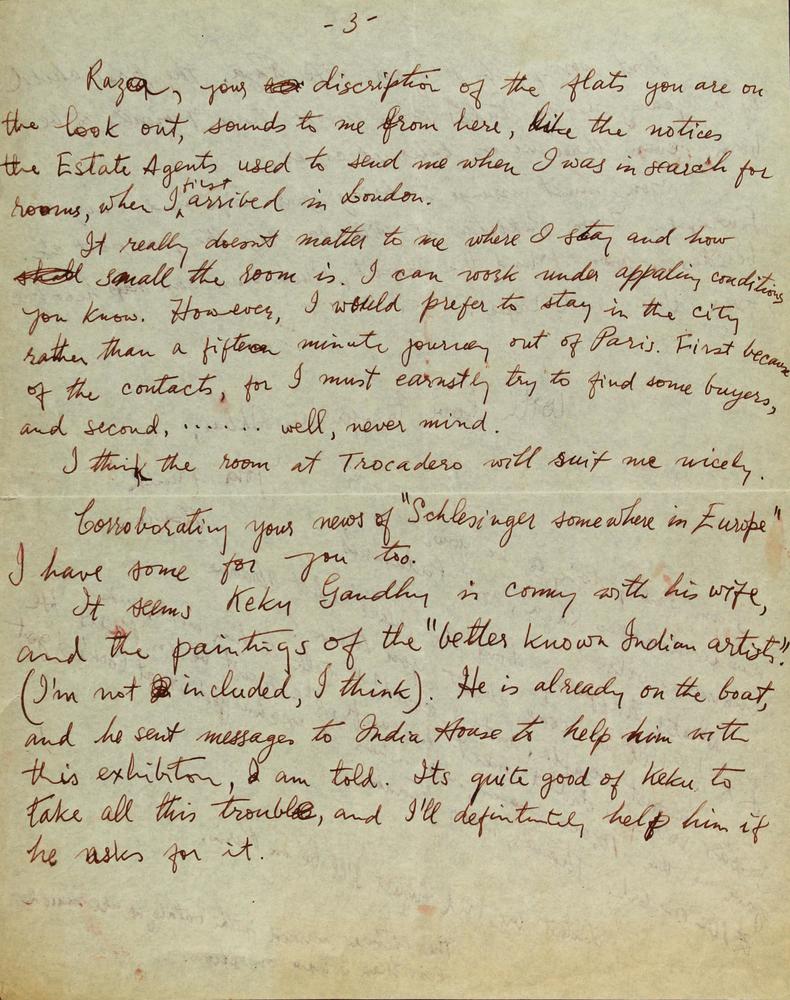 - 3 -
Raza, your discription of the flats you are on
the look out, sounds to me from here, like the notices
the Estate Agents used to send me when I was in search for
rooms, when I first arrived in London.
It really doesnt matter to me where I stay and how
small the room is. I can work under appaling conditions
you know. However, I would prefer to stay in the city
rather than a fifteen minute journey out of Paris. First because
of the contacts, for I must earnstly try to find some buyers,
and second, ....... well, never mind.
I think the room at Trocadero will suit me nicely.
Corroborating your news of "Schlesinger somewhere in Europe"
I have some for you too.
It seems Keku Gandhy is coming with his wife,
and the paintings of the "better known Indian artists".
(I'm not included, I think). He is already on the boat,
and he sent messages to India House to help him with
this exhibiton, I am told. Its quite good of Keku to
take all this trouble, and I'll defintitely help him if
he asks for it.